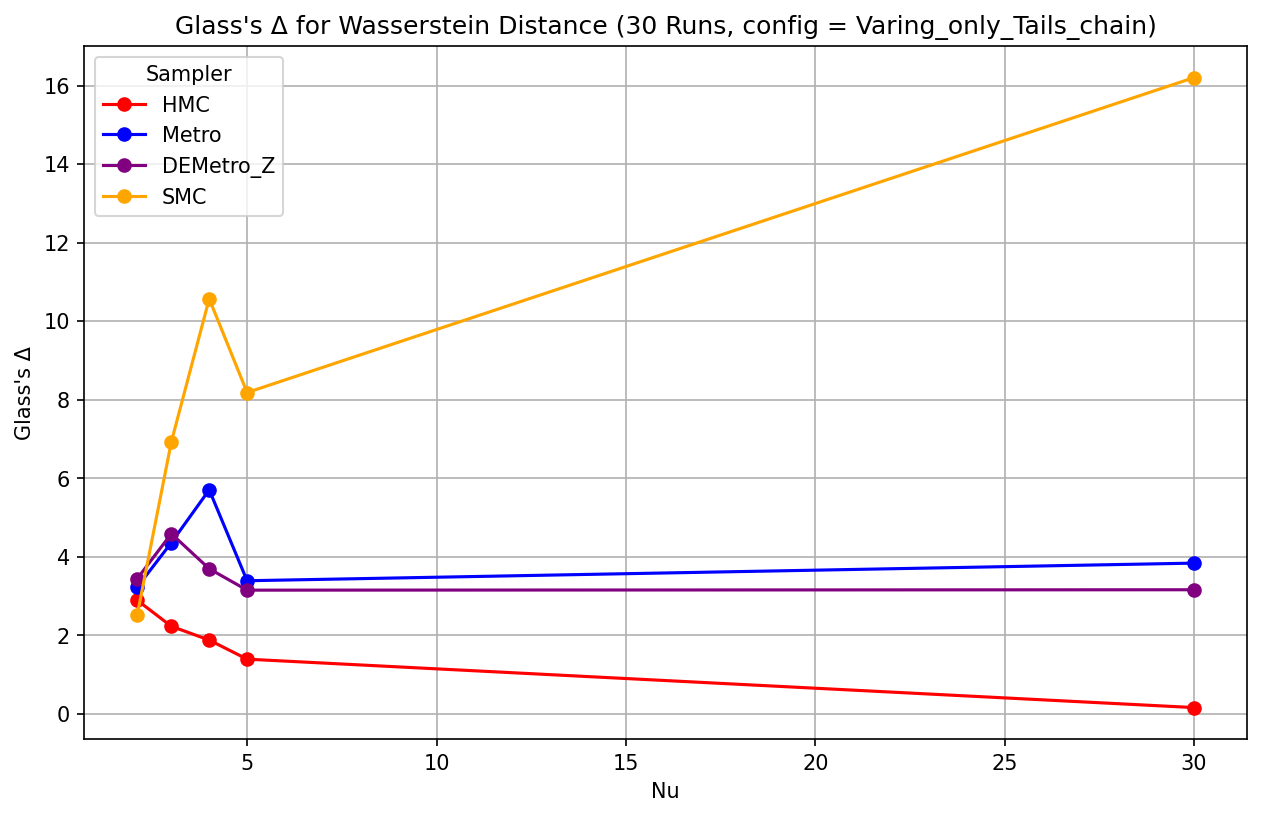 Glass's Δ for Wasserstein Distance (30 Runs, config = Varing_only_Tails_chain)
Sampler
HMC
Metro
DEMetro_Z
SMC
Glass's Δ
16
14
12
10
8
6
4
2
0
5 10 15 20 25 30
Nu